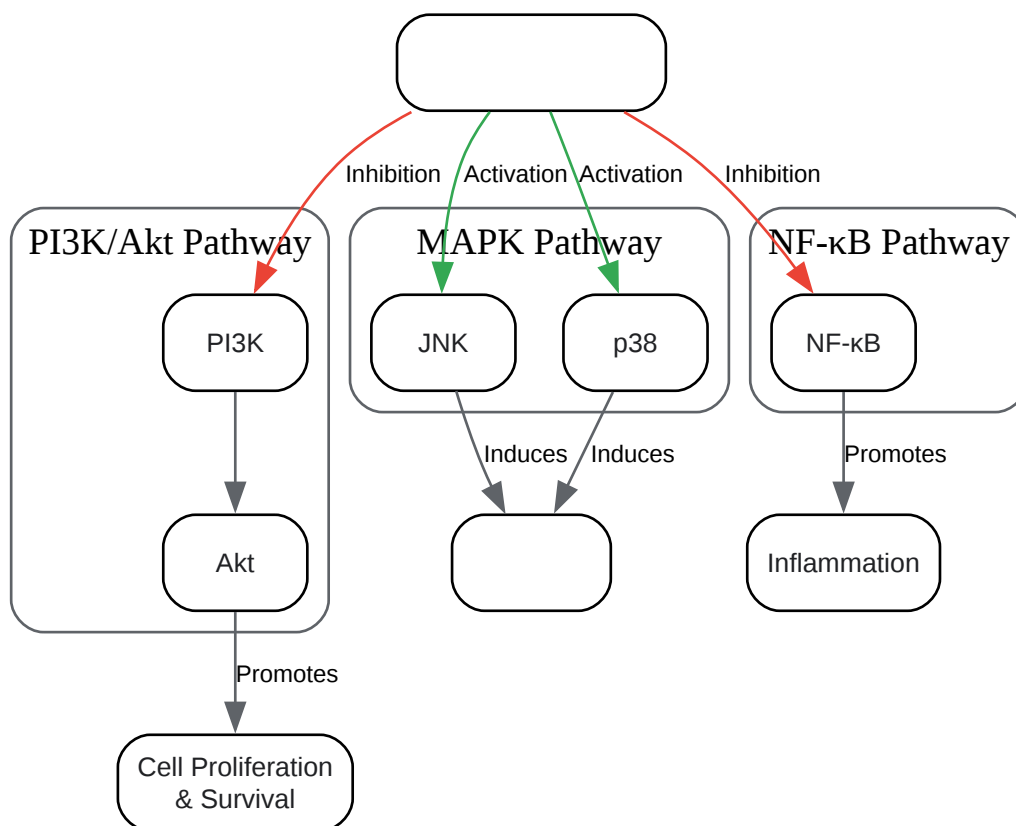 Inhibition
Activation
Activation
Inhibition
PI3K/Akt Pathway
MAPK Pathway
NF-κB Pathway
PI3K
JNK
p38
NF-κB
Induces
Induces
Promotes
Akt
Inflammation
Promotes
Cell Proliferation
& Survival